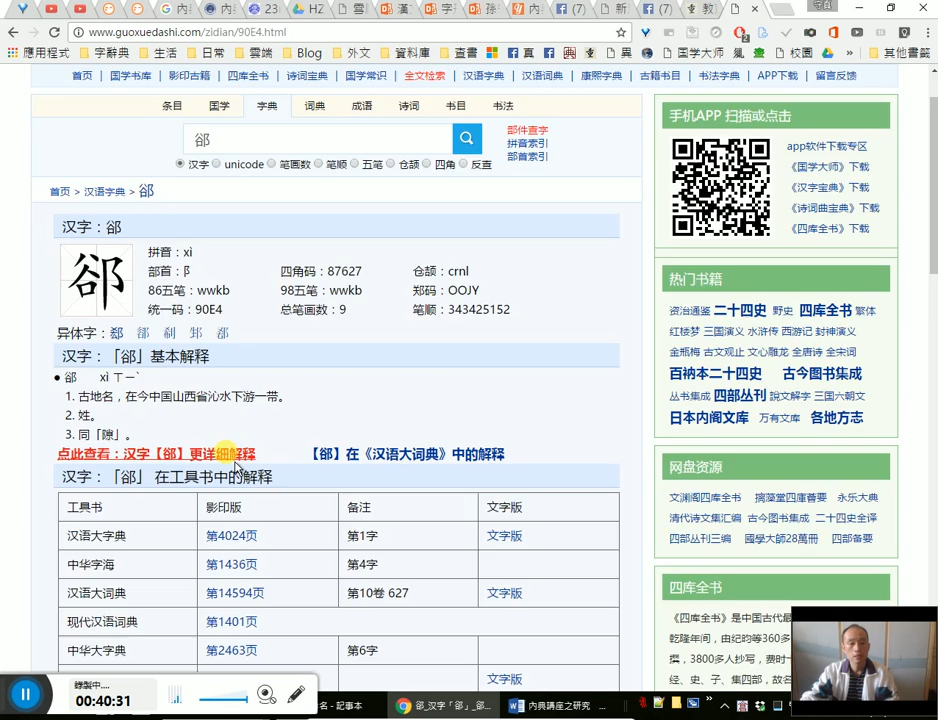 G 内
内
23
HZ
雪
漢
字
孫
内
(7)
新
(7)
教
守真
www.guoxuedashi.com/zidian/90E4.html
應用程式 字辭典 生活 日常 雲端 Blog 外文 資料庫 查書 真 典 異 国学大师 校園 其他書籤
首页 国学书库 影印古籍 四库全书 诗词宝典 国学常识 全文检索 汉语字典 汉语词典 康熙字典 古籍书目 书法字典 APP下载 留言反馈
条目 国学 字典 词典 成语 诗词 书目 书法
郤
部件查字
拼音索引
部首索引
汉字 unicode 笔画数 笔顺 五笔 仓颉 四角 反查
首页 > 汉语字典 > 郤
汉字：郤
郤
拼音：xì
部首：阝 四角码：87627 仓颉：crnl
86五笔：wwkb 98五笔：wwkb 郑码：OOJY
统一码：90E4 总笔画数：9 笔顺：343425152
异体字：
汉字：「郤」基本解释
● 郤 xì ㄒㄧˋ
1. 古地名，在今中国山西省沁水下游一带。
2. 姓。
3. 同「隙」。
点此查看：汉字【郤】更详细解释 【郤】在《汉语大词典》中的解释
汉字：「郤」 在工具书中的解释
工具书 影印版 备注 文字版
汉语大字典 第4024页 第1字 文字版
中华字海 第1436页 第4字
汉语大词典 第14594页 第10卷 627 文字版
现代汉语词典 第1401页
中华大字典 第2463页 第6字
文字版
手机APP 扫描或点击
app软件下载专区
《国学大师》下载
《汉字宝典》下载
《诗词曲宝典》下载
《四库全书》下载
热门书籍
资治通鉴 二十四史 野史 四库全书 繁体
红楼梦 三国演义 水浒传 西游记 封神演义
金瓶梅 古文观止 文心雕龙 全唐诗 全宋词
百衲本二十四史 古今图书集成
丛书集成 四部丛刊 說文解字 三国六朝文
日本内阁文库 万有文库 各地方志
网盘资源
文渊阁四库全书 摛藻堂四庫薈要 永乐大典
清代诗文集汇编 古今图书集成 二十四史全译
四部丛刊三编 國學大師28萬冊 四部备要
四库全书
《四库全书》是中国古代最
乾隆年间，由纪昀等360多
撰，3800多人抄写，费时十
经、史、子、集四部，故名
錄製中....
00:40:31
名 - 記事本
郤_汉字「郤」_郤...
內典講座之研究 ...